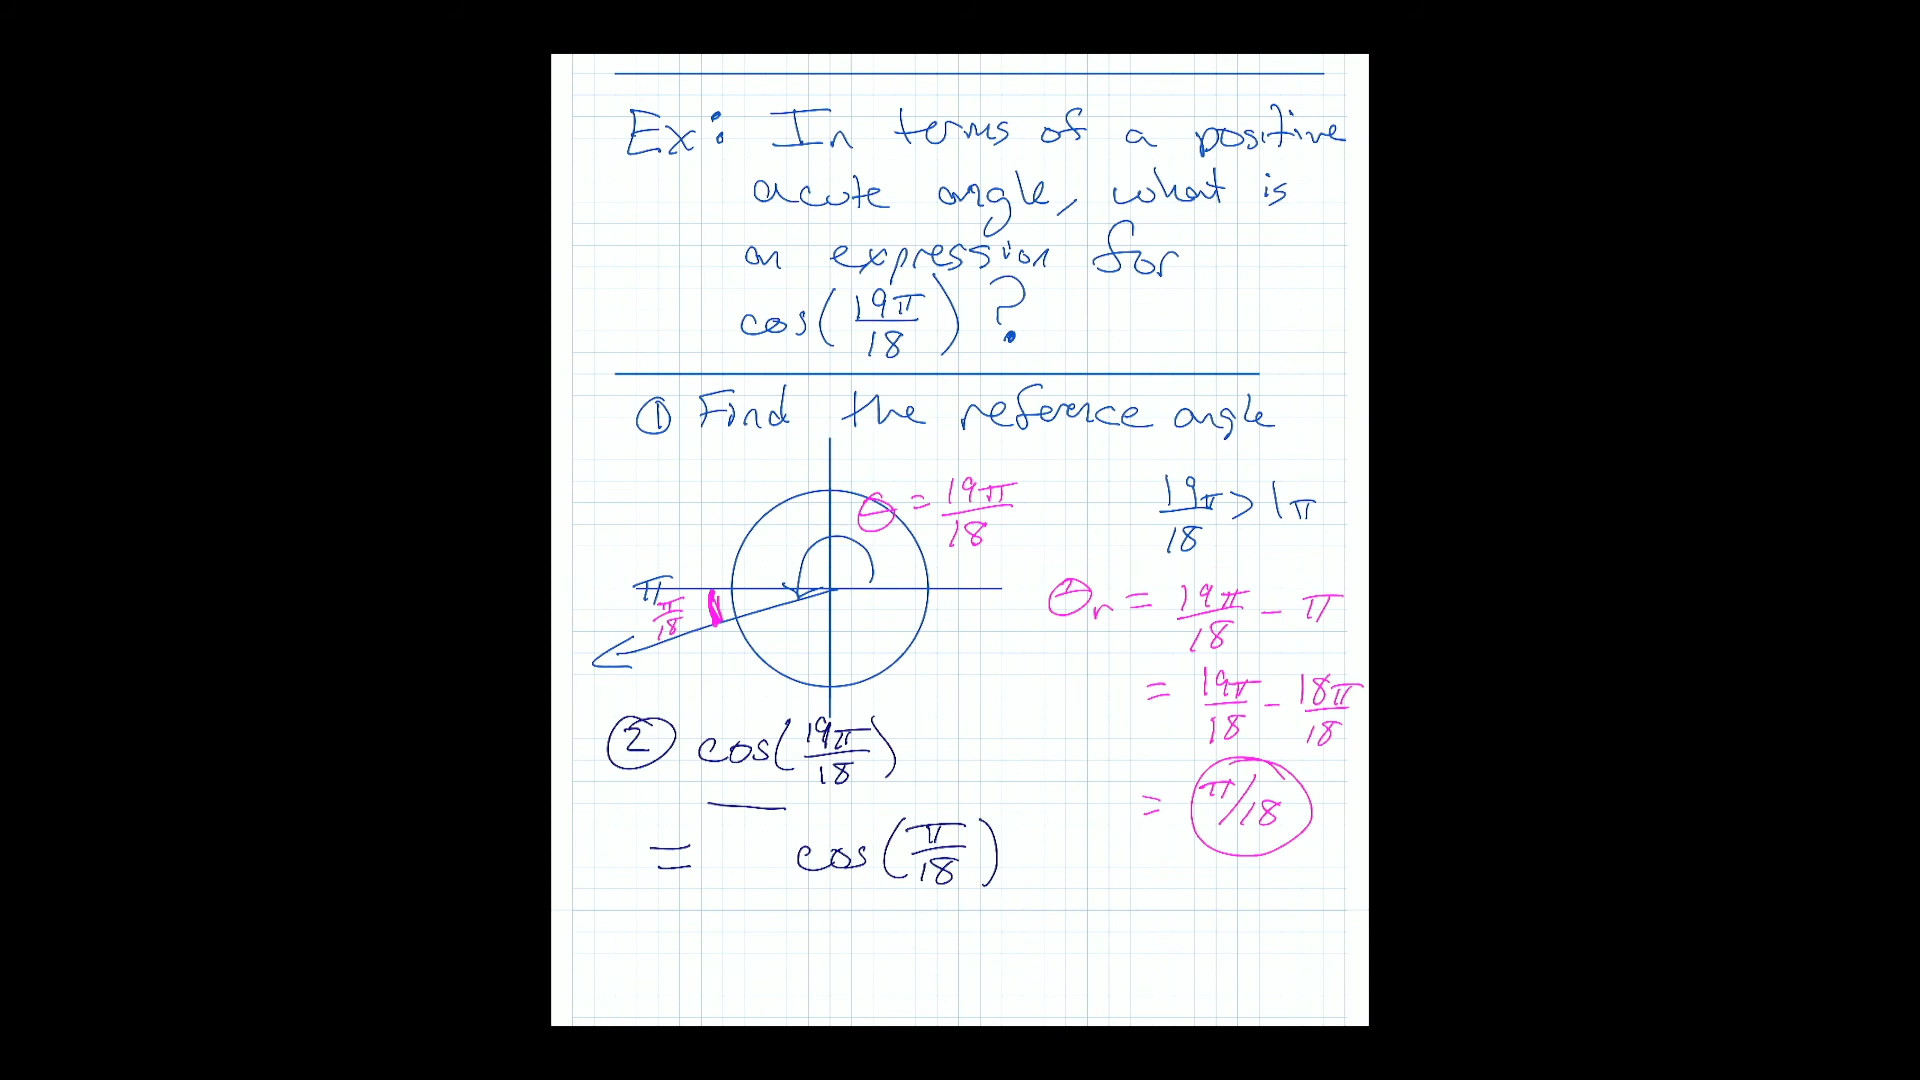 Ex: In terms of a positive
acute angle, what is
an expression for
cos(19π/18)?
① Find the reference angle
θ = 19π/18
19π/18 > 1π
π
π/18
θr = 19π/18 - π
= 19π/18 - 18π/18
= π/18
② cos(19π/18)
= cos(π/18)